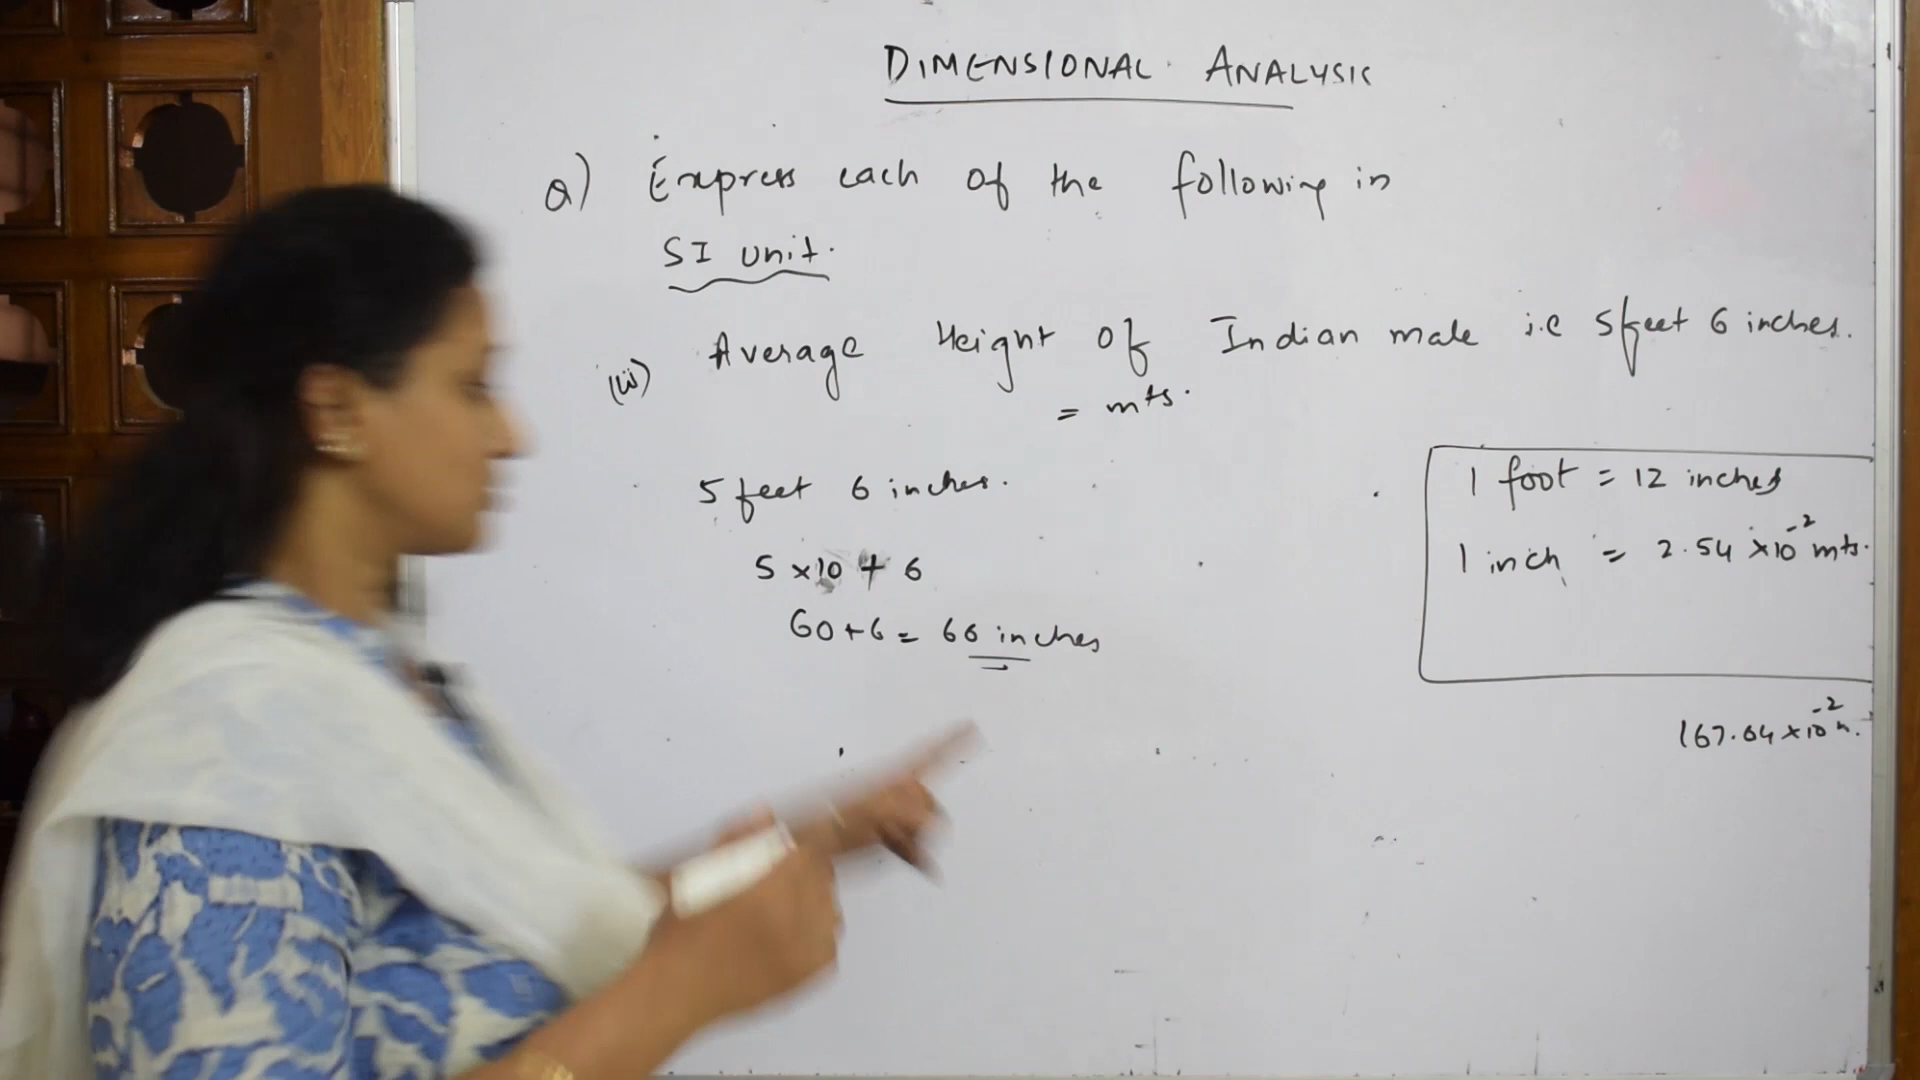 DIMENSIONAL ANALYSIS
Q) Express each of the following in
SI unit.
(iii) Average Height of Indian male i.e 5feet 6 inches.
= mts.
5 feet 6 inches.
5 x10 + 6
60+6 = 66 inches
1 foot = 12 inches
1 inch = 2.54 x10⁻² mts.
167.64 x10⁻² m.